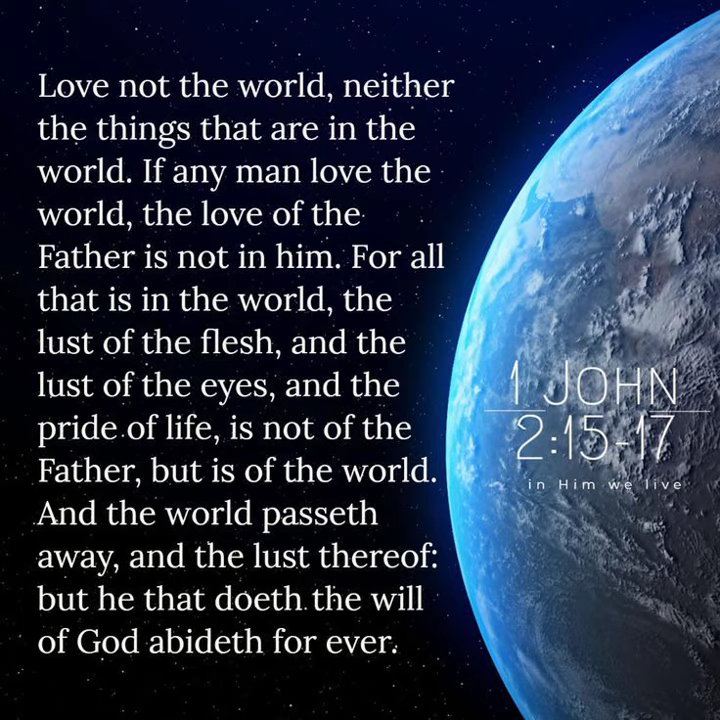 Love not the world, neither
the things that are in the
world. If any man love the
world, the love of the
Father is not in him. For all
that is in the world, the
lust of the flesh, and the
lust of the eyes, and the
pride of life, is not of the
Father, but is of the world.
And the world passeth
away, and the lust thereof:
but he that doeth the will
of God abideth for ever.
1 JOHN
2:15-17
in Him we live